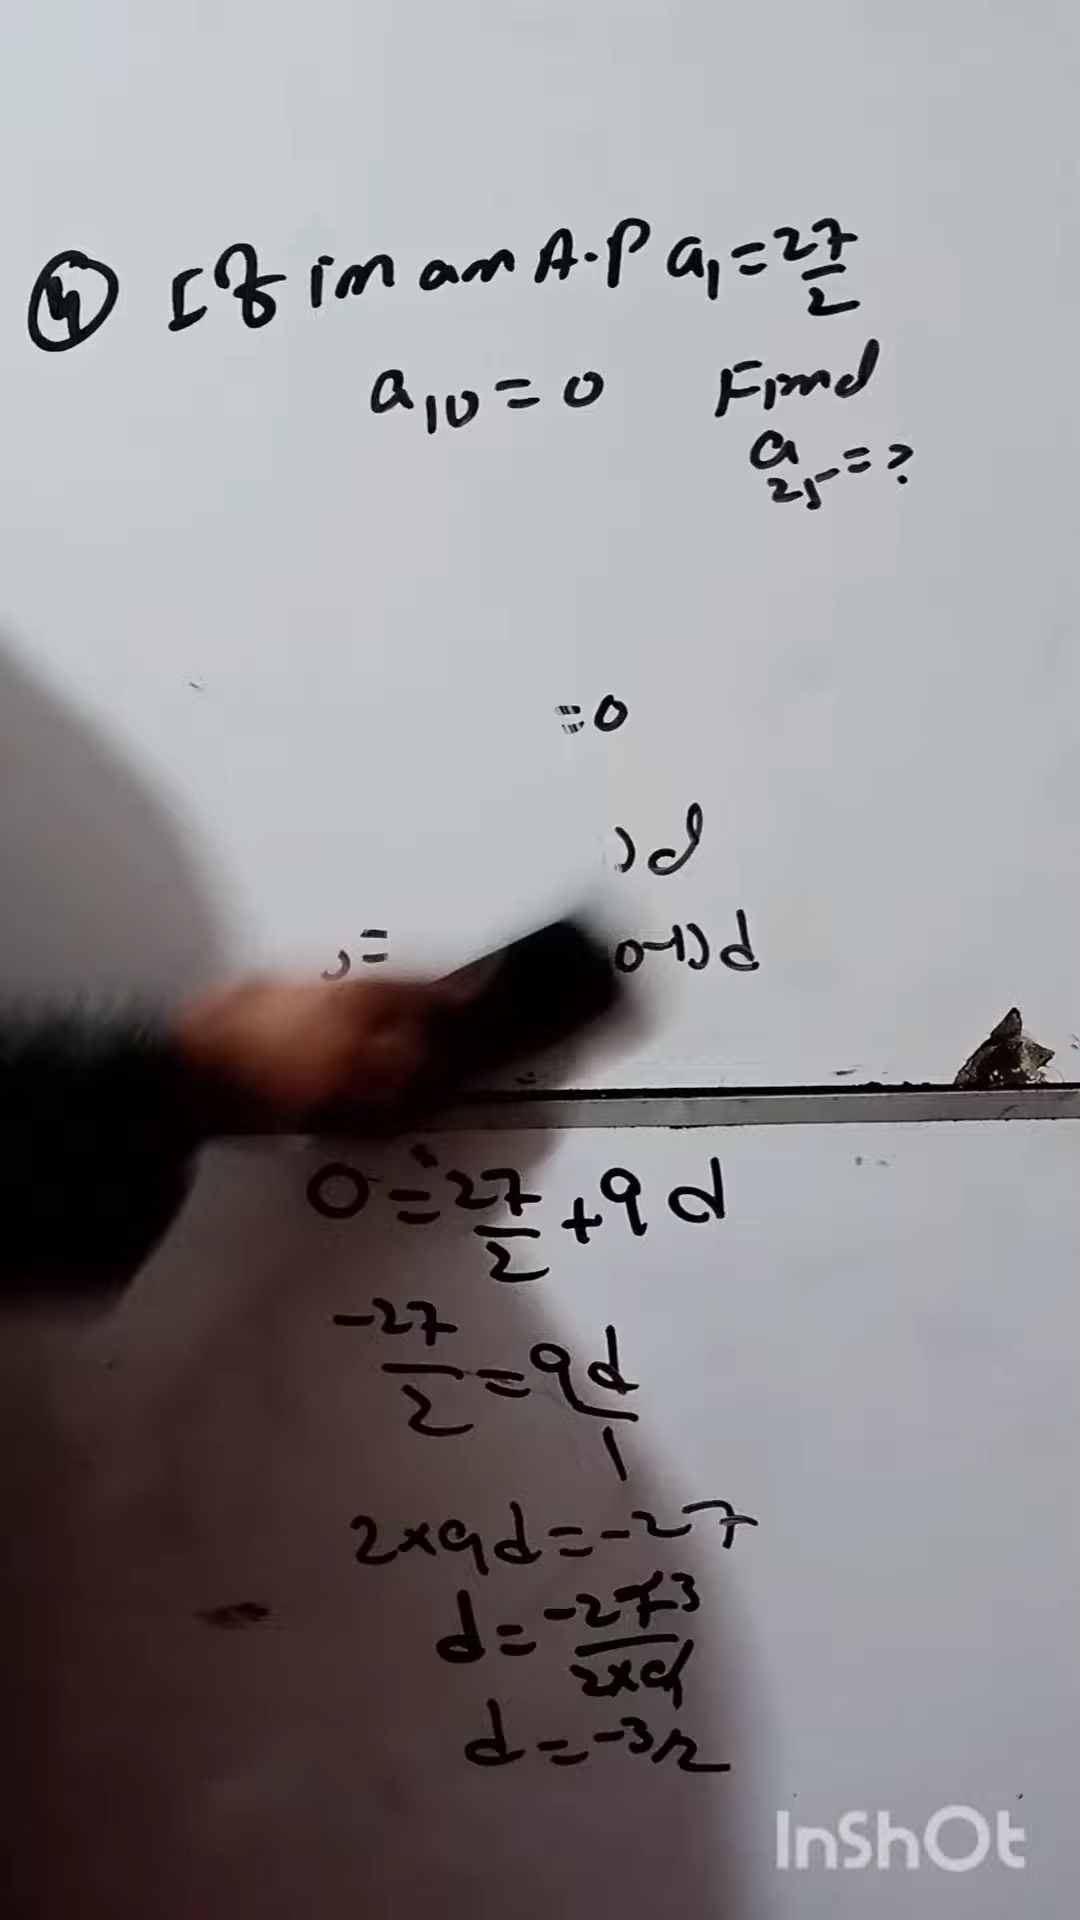 ④ If in an A.P a₁ = 27/2
a₁₀ = 0 Find
a₂₅ = ?
= 0
)d
= 0-1)d
0 = 27/2 + 9d
-27/2 = 9d/1
2×9d = -27
d = -27 3/2×9
d = -3/2
InShOt